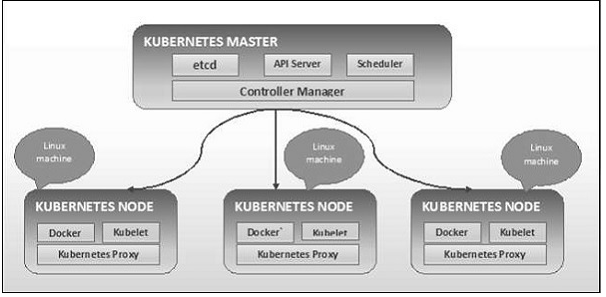 KUBERNETES MASTER
etcd
API Server
Scheduler
Controller Manager
Linux
machine
Linux
machine
Linux
machine
KUBERNETES NODE
Docker
Kubelet
Kubernetes Proxy
KUBERNETES NODE
Docker`
Kubelet
Kubernetes Proxy
KUBERNETES NODE
Docker
Kubelet
Kubernetes Proxy